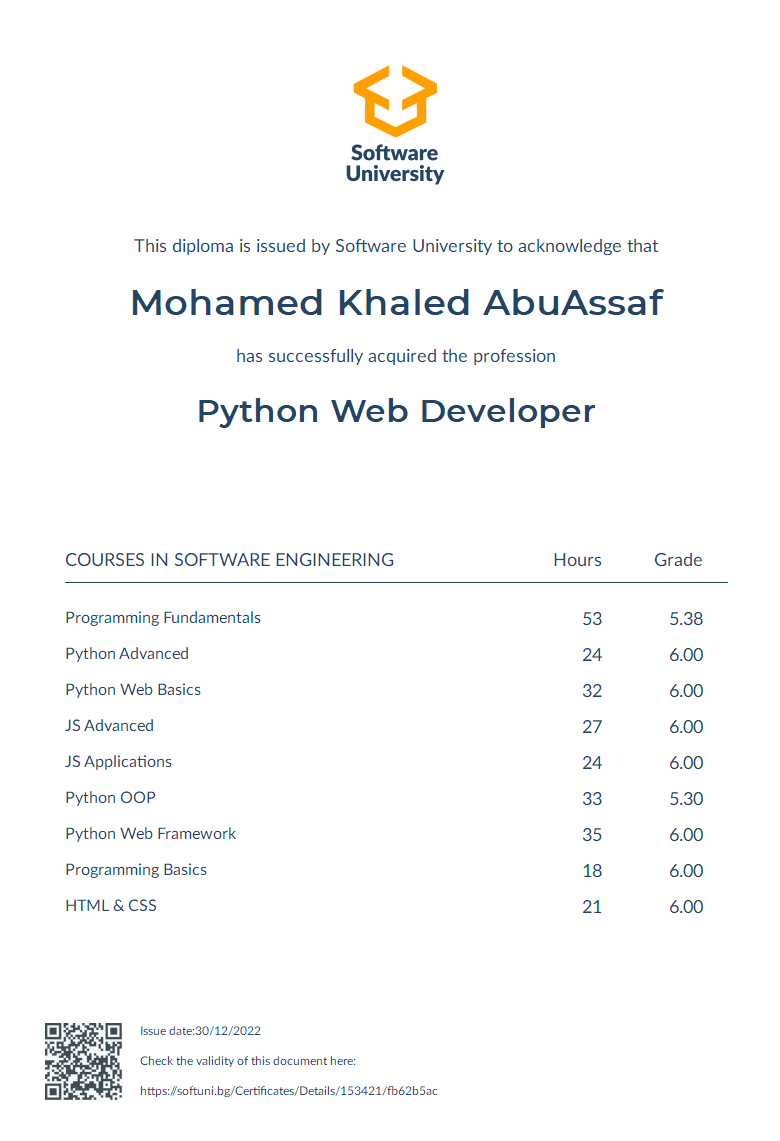 Software
University
This diploma is issued by Software University to acknowledge that
Mohamed Khaled AbuAssaf
has successfully acquired the profession
Python Web Developer
COURSES IN SOFTWARE ENGINEERING Hours Grade
Programming Fundamentals 53 5.38
Python Advanced 24 6.00
Python Web Basics 32 6.00
JS Advanced 27 6.00
JS Applications 24 6.00
Python OOP 33 5.30
Python Web Framework 35 6.00
Programming Basics 18 6.00
HTML & CSS 21 6.00
Issue date:30/12/2022
Check the validity of this document here:
https://softuni.bg/Certificates/Details/153421/fb62b5ac